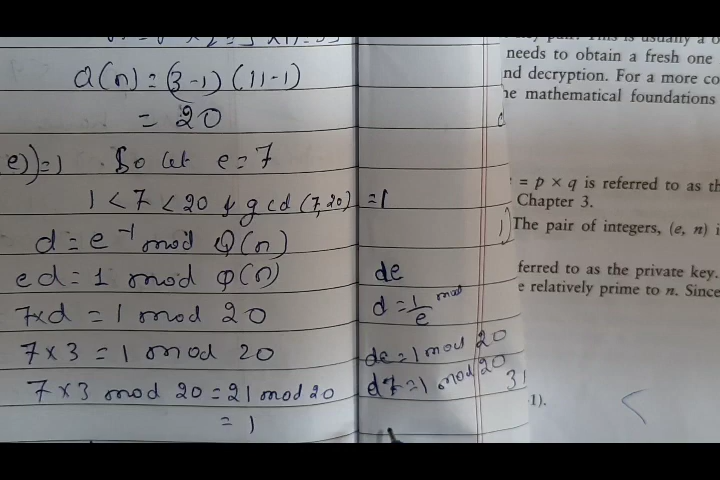 Q(n) = (3-1) (11-1)
= 20
e))=1 So let e=7
1 < 7 < 20 & gcd (7,20) = 1
d = e⁻¹ mod Q(n)
ed = 1 mod φ(n)
7xd = 1 mod 20
7 x 3 = 1 mod 20
7 x 3 mod 20 = 21 mod 20
= 1
de
d = 1/e mod
de = 1 mod 20
d7 = 1 mod 20
31
needs to obtain a fresh one
nd decryption. For a more co
he mathematical foundations
= p × q is referred to as th
Chapter 3.
1) The pair of integers, (e, n) i
ferred to as the private key.
e relatively prime to n. Since
1).